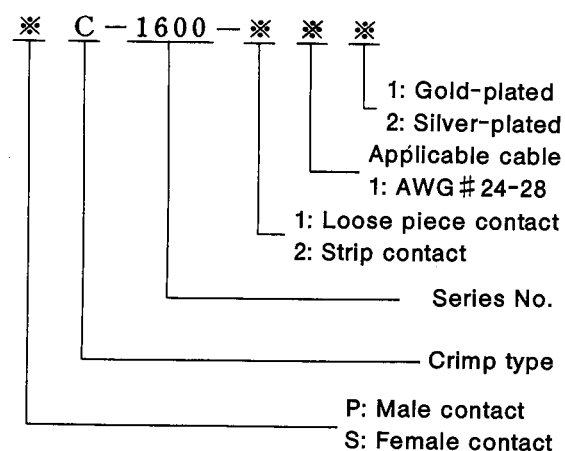 ※ C-1600-※ ※ ※
1: Gold-plated
2: Silver-plated
Applicable cable
1: AWG#24-28
1: Loose piece contact
2: Strip contact
Series No.
Crimp type
P: Male contact
S: Female contact